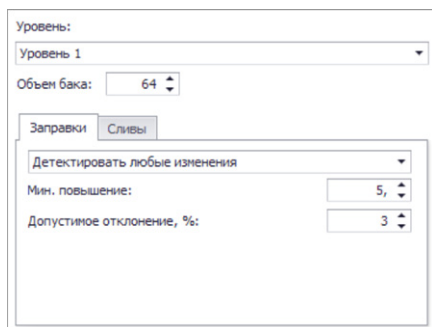 Уровень:
Уровень 1
Объем бака: 64
Заправки Сливы
Детектировать любые изменения
Мин. повышение: 5,
Допустимое отклонение, %: 3